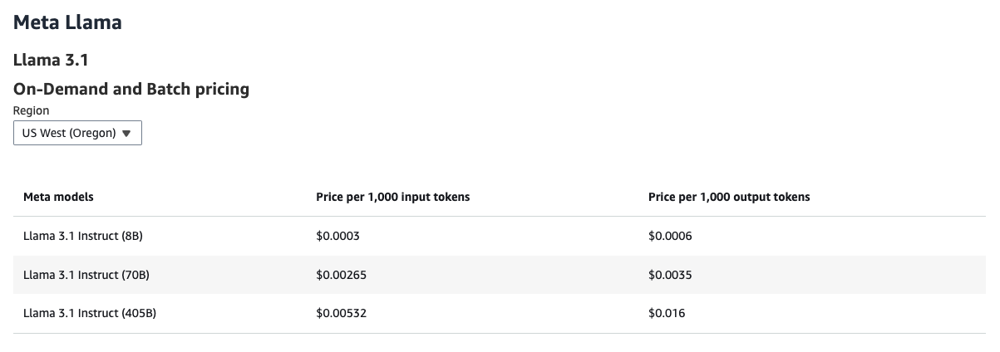 Meta Llama
Llama 3.1
On-Demand and Batch pricing
Region
US West (Oregon)
Meta models Price per 1,000 input tokens Price per 1,000 output tokens
Llama 3.1 Instruct (8B) $0.0003 $0.0006
Llama 3.1 Instruct (70B) $0.00265 $0.0035
Llama 3.1 Instruct (405B) $0.00532 $0.016